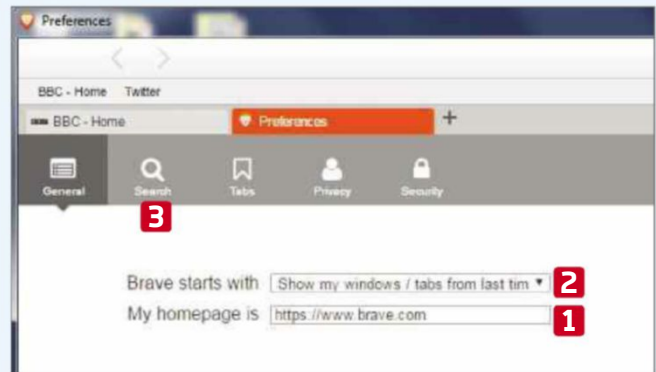 Preferences
BBC - Home Twitter
BBC - Home Preferences +
General Search Tabs Privacy Security
3
Brave starts with Show my windows / tabs from last tim 2
My homepage is https://www.brave.com 1